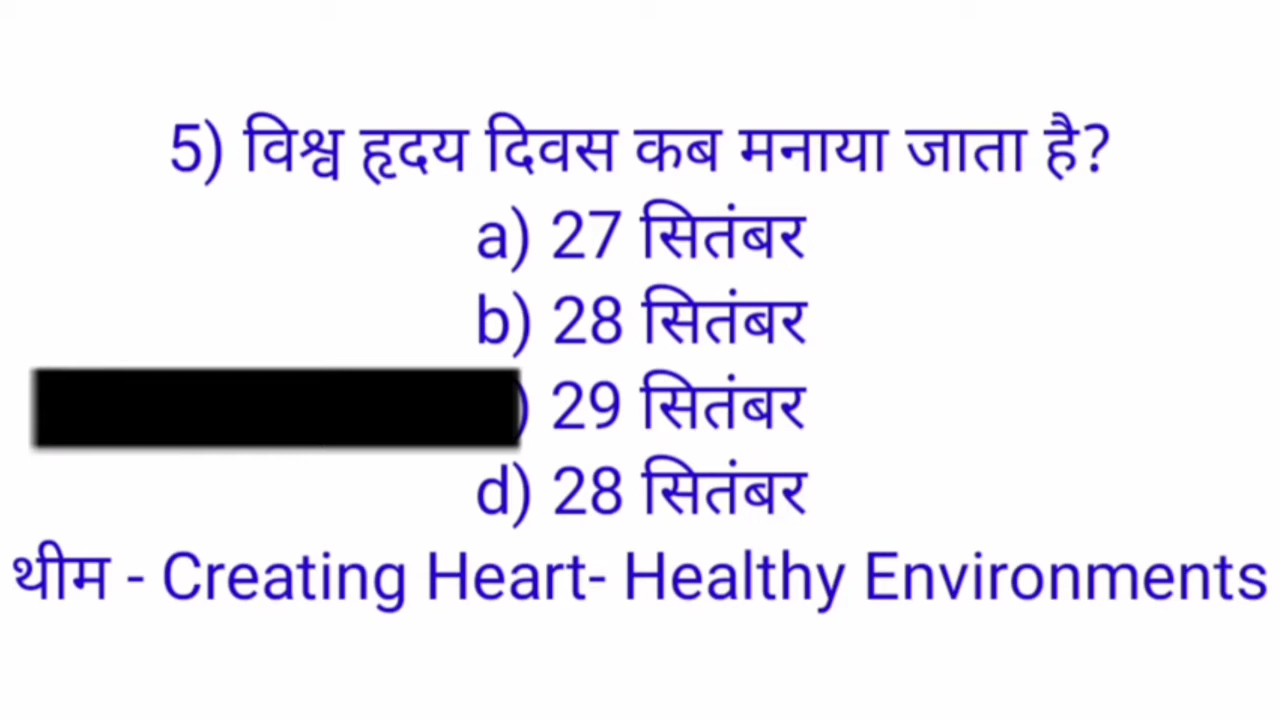 5) विश्व हृदय दिवस कब मनाया जाता है?
a) 27 सितंबर
b) 28 सितंबर
) 29 सितंबर
d) 28 सितंबर
थीम - Creating Heart- Healthy Environments